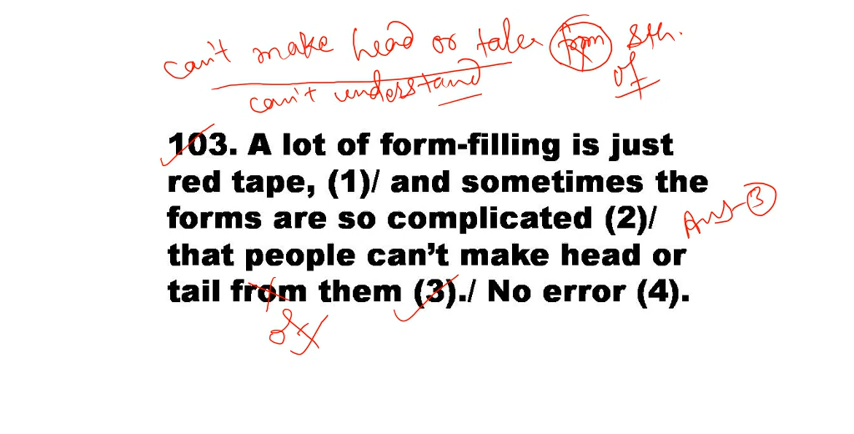 can't make head or tale from sth.
can't understand of
103. A lot of form-filling is just
red tape, (1)/ and sometimes the
forms are so complicated (2)/
Ans- 3
that people can't make head or
tail from them (3)./ No error (4).
of